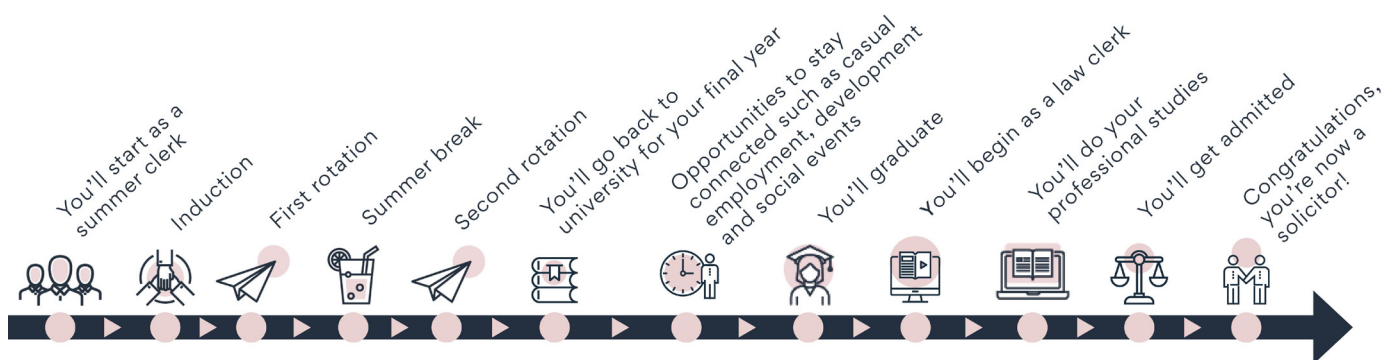 You'll start as a
summer clerk
Induction
First rotation
Summer break
Second rotation
You'll go back to
university for your final year
Opportunities to stay
connected such as casual
employment, development
and social events
You'll graduate
You'll begin as a law clerk
You'll do your
professional studies
You'll get admitted
Congratulations,
you're now a
solicitor!